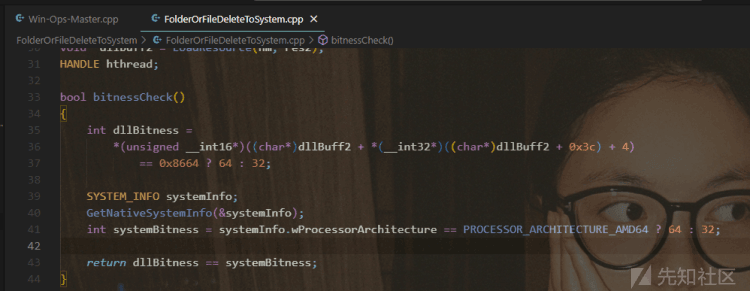 Win-Ops-Master.cpp FolderOrFileDeleteToSystem.cpp ×
FolderOrFileDeleteToSystem > FolderOrFileDeleteToSystem.cpp > bitnessCheck()
31 HANDLE hthread;
32
33 bool bitnessCheck()
34 {
35 int dllBitness =
36 *(unsigned __int16*)((char*)dllBuff2 + *(__int32*)((char*)dllBuff2 + 0x3c) + 4)
37 == 0x8664 ? 64 : 32;
38
39 SYSTEM_INFO systemInfo;
40 GetNativeSystemInfo(&systemInfo);
41 int systemBitness = systemInfo.wProcessorArchitecture == PROCESSOR_ARCHITECTURE_AMD64 ? 64 : 32;
42
43 return dllBitness == systemBitness;
44 }
先知社区